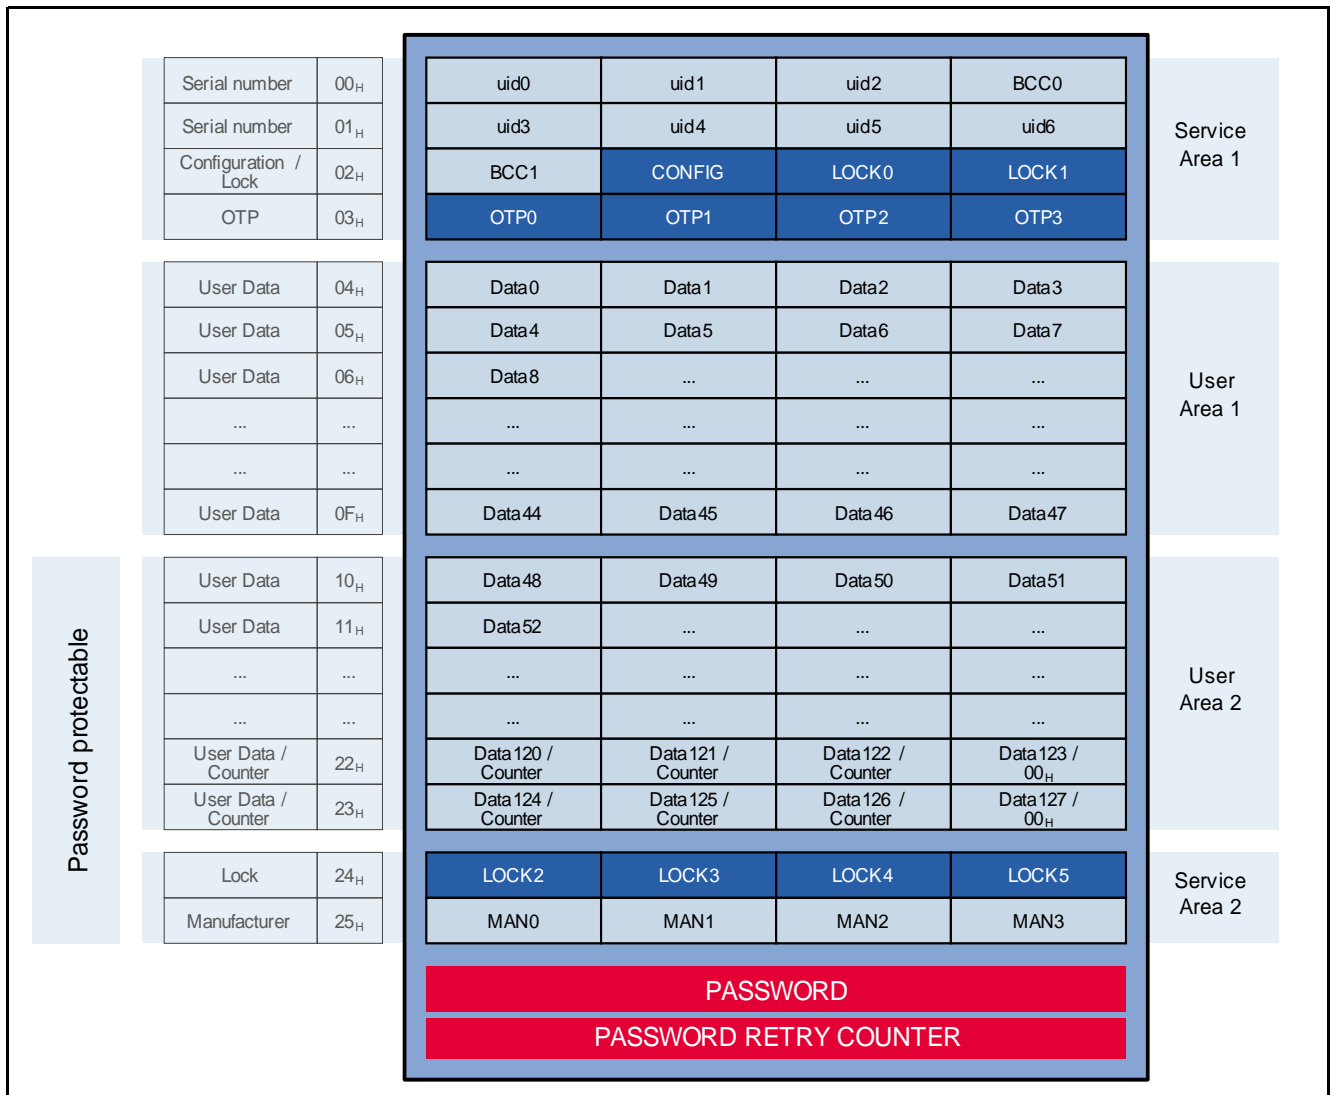 Serial number 00H uid0 uid1 uid2 BCC0
Serial number 01H uid3 uid4 uid5 uid6
Service
Area 1
Configuration /
Lock 02H BCC1 CONFIG LOCK0 LOCK1
OTP 03H OTP0 OTP1 OTP2 OTP3
User Data 04H Data0 Data1 Data2 Data3
User Data 05H Data4 Data5 Data6 Data7
User Data 06H Data8 ... ... ...
User
Area 1
... ... ... ... ... ...
... ... ... ... ... ...
User Data 0FH Data44 Data45 Data46 Data47
Password protectable
User Data 10H Data48 Data49 Data50 Data51
User Data 11H Data52 ... ... ...
... ... ... ... ... ...
User
Area 2
... ... ... ... ... ...
User Data / Data120 / Data121 / Data122 / Data123 /
Counter 22H Counter Counter Counter 00H
User Data / Data124 / Data125 / Data126 / Data127 /
Counter 23H Counter Counter Counter 00H
Lock 24H LOCK2 LOCK3 LOCK4 LOCK5
Service
Area 2
Manufacturer 25H MAN0 MAN1 MAN2 MAN3
PASSWORD
PASSWORD RETRY COUNTER